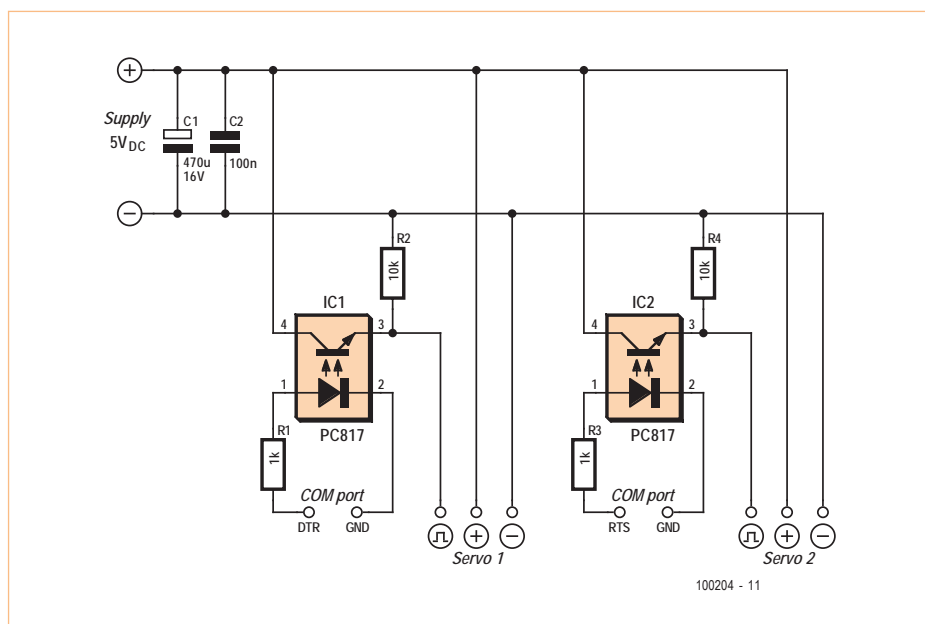 +
Supply
5V DC
C1
470u
16V
C2
100n
−
R2
10k
R4
10k
IC1
4
3
1
2
PC817
R1
1k
COM port
DTR
GND
+
−
Servo 1
IC2
4
3
1
2
PC817
R3
1k
COM port
RTS
GND
+
−
Servo 2
100204 - 11